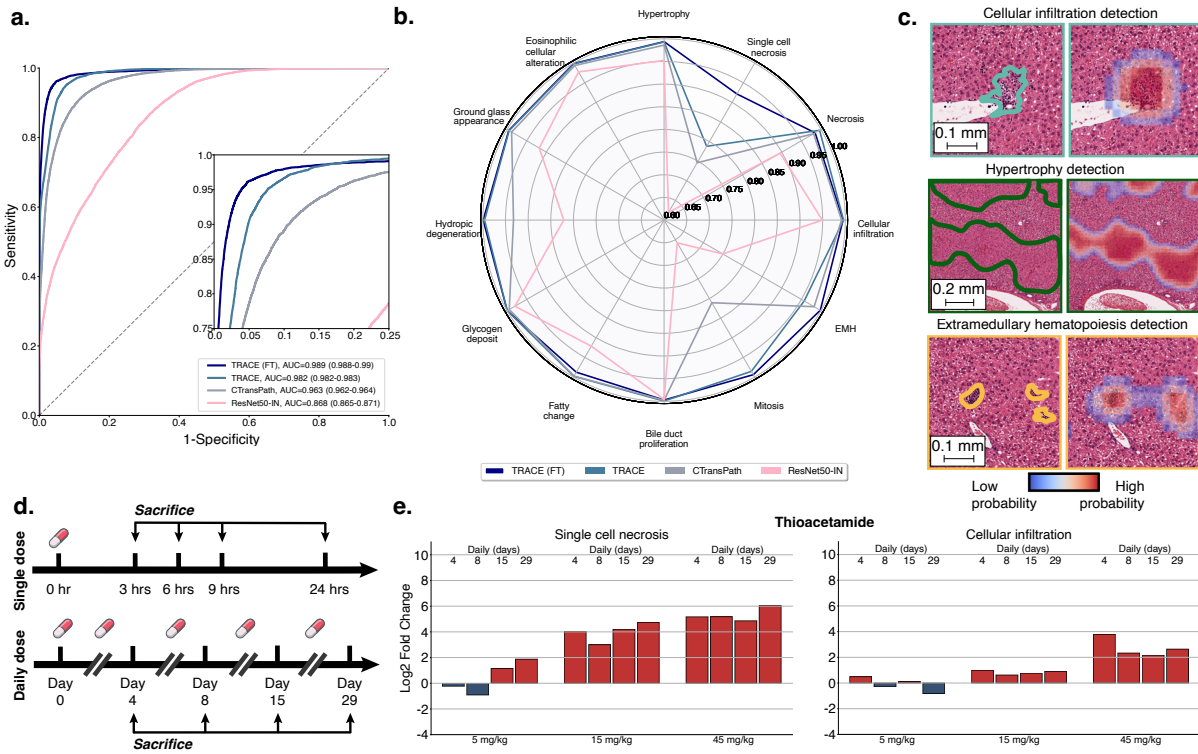 a.
1.0
0.8
0.6
0.4
0.2
0.0
Sensitivity
0.0
0.2
0.4
0.6
0.8
1.0
1-Specificity
1.0
0.95
0.9
0.85
0.8
0.75
0.0
0.05
0.1
0.15
0.2
0.25
TRACE (FT), AUC=0.989 (0.988-0.99)
TRACE, AUC=0.982 (0.982-0.983)
CTransPath, AUC=0.963 (0.962-0.964)
ResNet50-IN, AUC=0.868 (0.865-0.871)
b.
Hypertrophy
Single cell
necrosis
Necrosis
Cellular
infiltration
EMH
Mitosis
Bile duct
proliferation
Fatty
change
Glycogen
deposit
Hydropic
degeneration
Ground glass
appearance
Eosinophilic
cellular
alteration
0.60
0.65
0.70
0.75
0.80
0.85
0.90
0.95
1.00
TRACE (FT)
TRACE
CTransPath
ResNet50-IN
c.
Cellular infiltration detection
0.1 mm
Hypertrophy detection
0.2 mm
Extramedullary hematopoiesis detection
0.1 mm
Low
probability
High
probability
d.
Single dose
Sacrifice
0 hr
3 hrs
6 hrs
9 hrs
24 hrs
Daily dose
Day
0
Day
4
Day
8
Day
15
Day
29
Sacrifice
e.
Thioacetamide
Single cell necrosis
Log2 Fold Change
10
8
6
4
2
0
-2
-4
Daily (days)
4 8 15 29
Daily (days)
4 8 15 29
Daily (days)
4 8 15 29
5 mg/kg
15 mg/kg
45 mg/kg
Cellular infiltration
10
8
6
4
2
0
-2
-4
Daily (days)
4 8 15 29
Daily (days)
4 8 15 29
Daily (days)
4 8 15 29
5 mg/kg
15 mg/kg
45 mg/kg